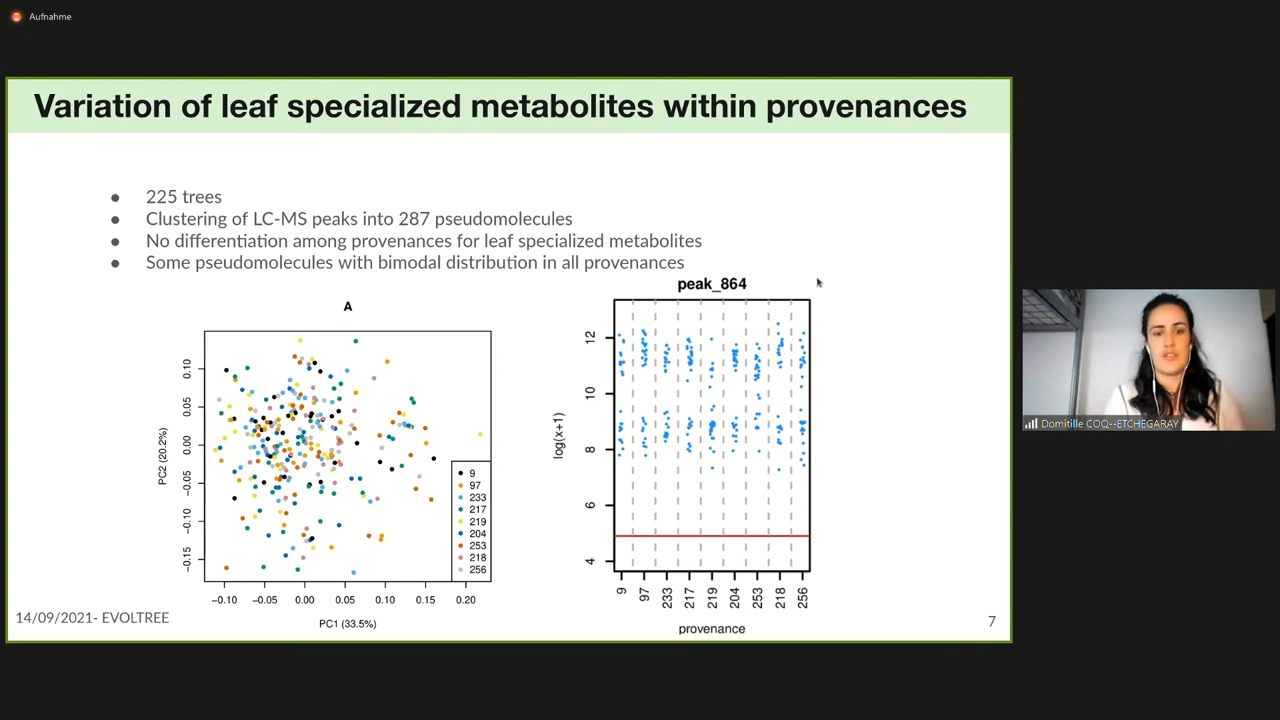 Aufnahme
Variation of leaf specialized metabolites within provenances
● 225 trees
● Clustering of LC-MS peaks into 287 pseudomolecules
● No differentiation among provenances for leaf specialized metabolites
● Some pseudomolecules with bimodal distribution in all provenances
A
PC2 (20.2%)
0.10
0.05
0.00
−0.05
−0.10
−0.15
9
97
233
217
219
204
253
218
256
−0.10 −0.05 0.00 0.05 0.10 0.15 0.20
PC1 (33.5%)
peak_864
log(x+1)
12
10
8
6
4
9 97 233 217 219 204 253 218 256
provenance
Domitille COQ--ETCHEGARAY
14/09/2021- EVOLTREE
7